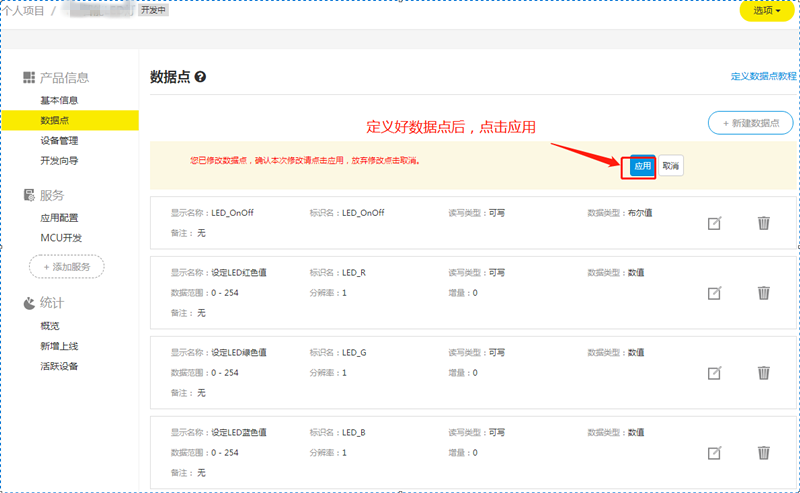 个人项目 / 开发中 选项
产品信息
基本信息
数据点
设备管理
开发向导
服务
应用配置
MCU开发
+ 添加服务
统计
概览
新增上线
活跃设备
数据点 ? 定义数据点教程
定义好数据点后，点击应用
+ 新建数据点
您已修改数据点，确认本次修改请点击应用，放弃修改点击取消。 应用 取消
显示名称：LED_OnOff 标识名：LED_OnOff 读写类型：可写 数据类型：布尔值
备注： 无
显示名称：设定LED红色值 标识名：LED_R 读写类型：可写 数据类型：数值
数据范围：0 - 254 分辨率：1 增量：0
备注： 无
显示名称：设定LED绿色值 标识名：LED_G 读写类型：可写 数据类型：数值
数据范围：0 - 254 分辨率：1 增量：0
备注： 无
显示名称：设定LED蓝色值 标识名：LED_B 读写类型：可写 数据类型：数值
数据范围：0 - 254 分辨率：1 增量：0
备注： 无